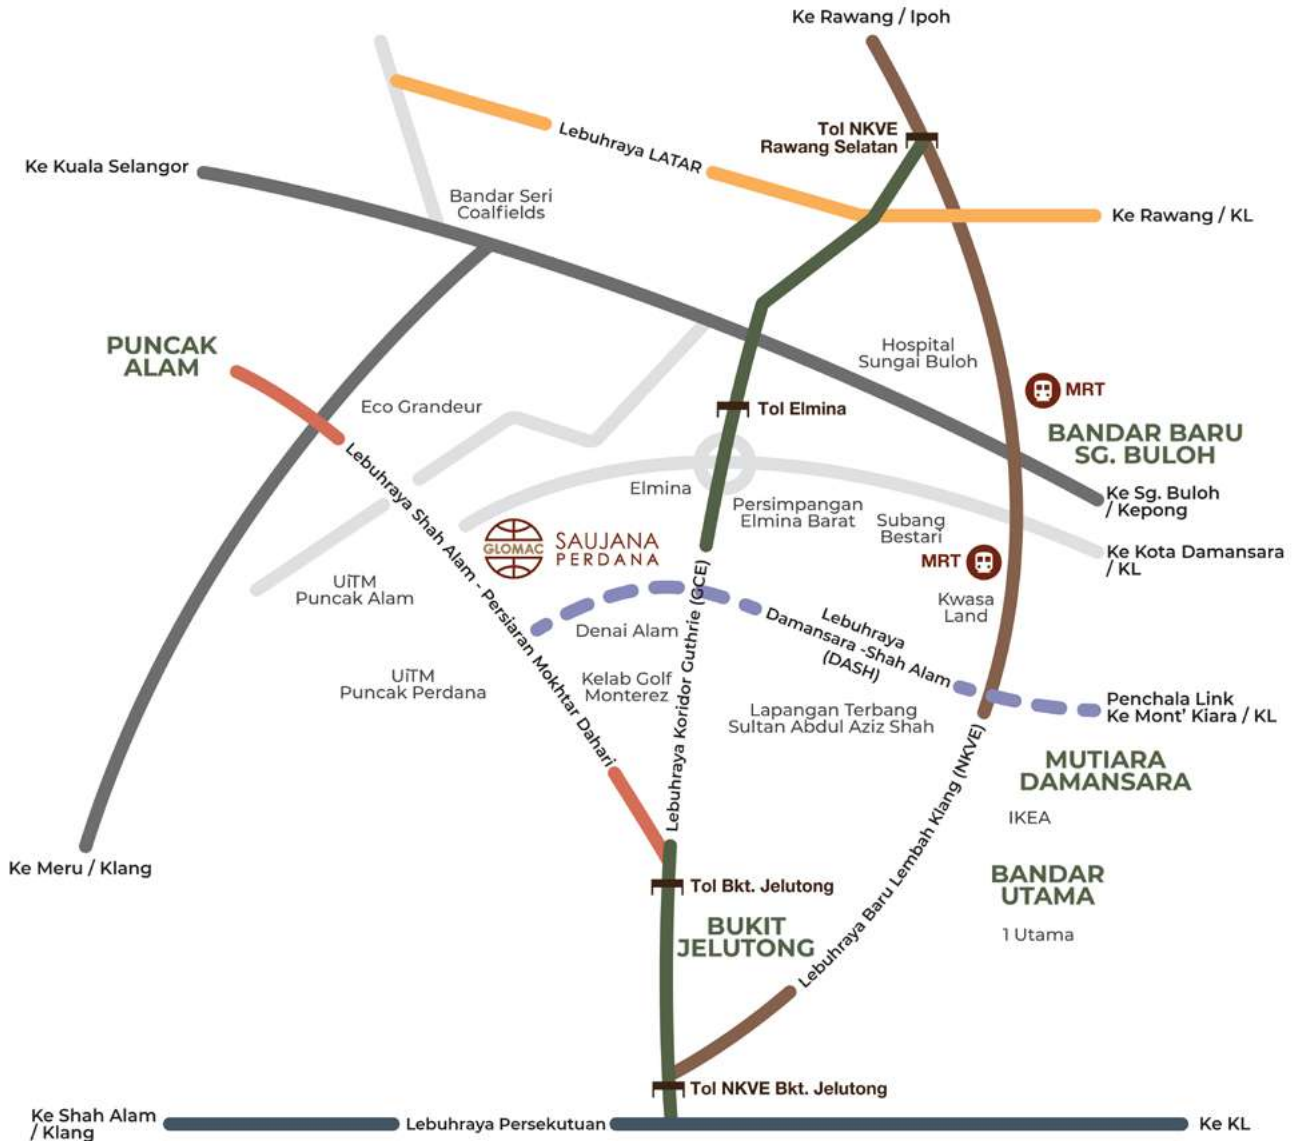 Ke Rawang / Ipoh
Tol NKVE
Rawang Selatan
Lebuhraya LATAR
Ke Kuala Selangor
Bandar Seri
Coalfields
Ke Rawang / KL
PUNCAK
ALAM
Hospital
Sungai Buloh
MRT
Eco Grandeur
Tol Elmina
BANDAR BARU
SG. BULOH
Lebuhraya Shah Alam - Persiaran Mokhtar Dahari
Elmina
Persimpangan
Elmina Barat
Subang
Bestari
Ke Sg. Buloh
/ Kepong
GLOMAC
SAUJANA
PERDANA
Ke Kota Damansara
/ KL
MRT
UiTM
Puncak Alam
Kwasa
Land
Lebuhraya Koridor Guthrie (GCE)
Denai Alam
Lebuhraya
Damansara -Shah Alam
(DASH)
UiTM
Puncak Perdana
Kelab Golf
Monterez
Lapangan Terbang
Sultan Abdul Aziz Shah
Penchala Link
Ke Mont' Kiara / KL
Lebuhraya Baru Lembah Klang (NKVE)
MUTIARA
DAMANSARA
IKEA
Ke Meru / Klang
Tol Bkt. Jelutong
BANDAR
UTAMA
BUKIT
JELUTONG
1 Utama
Tol NKVE Bkt. Jelutong
Ke Shah Alam
/ Klang
Lebuhraya Persekutuan
Ke KL